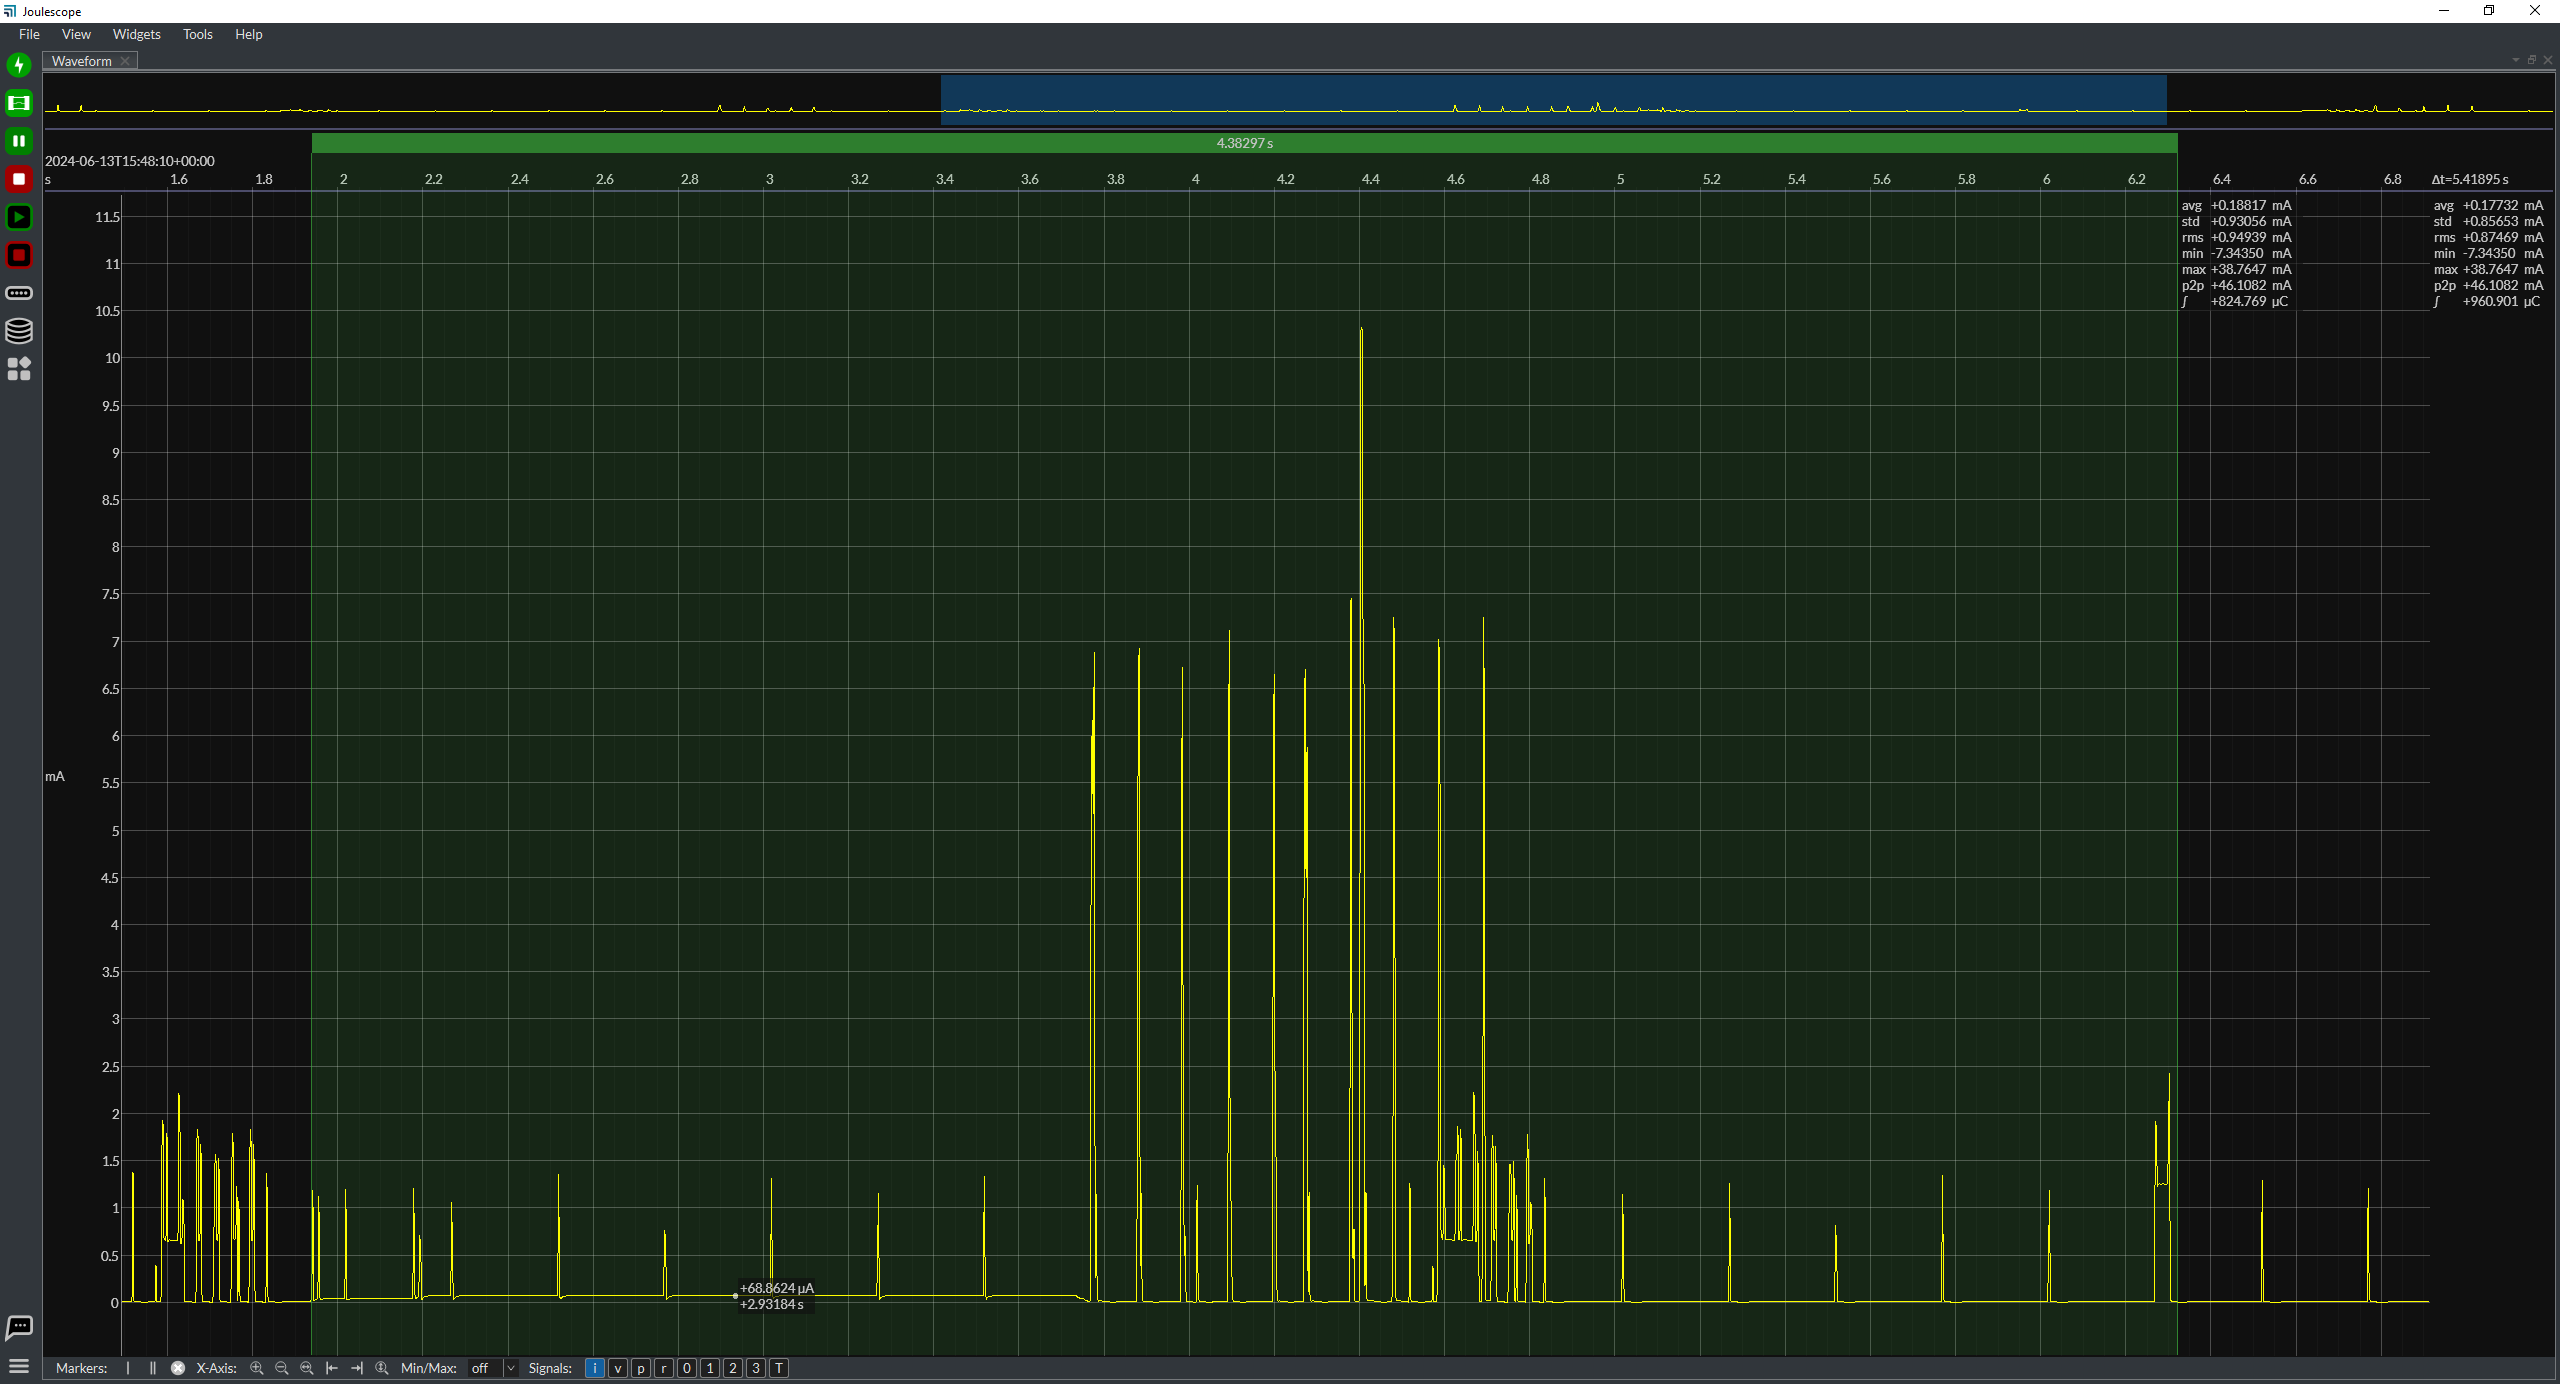 Joulescope
File View Widgets Tools Help
Waveform
4.38297 s
2024-06-13T15:48:10+00:00
s 1.6 1.8 2 2.2 2.4 2.6 2.8 3 3.2 3.4 3.6 3.8 4 4.2 4.4 4.6 4.8 5 5.2 5.4 5.6 5.8 6 6.2 6.4 6.6 6.8 Δt=5.41895 s
avg +0.18817 mA
std +0.93056 mA
rms +0.94939 mA
min -7.34350 mA
max +38.7647 mA
p2p +46.1082 mA
∫ +824.769 µC
avg +0.17732 mA
std +0.85653 mA
rms +0.87469 mA
min -7.34350 mA
max +38.7647 mA
p2p +46.1082 mA
∫ +960.901 µC
11.5
11
10.5
10
9.5
9
8.5
8
7.5
7
6.5
6
mA
5.5
5
4.5
4
3.5
3
2.5
2
1.5
1
0.5
0
+68.8624 µA
+2.93184 s
Markers: X-Axis: Min/Max: off Signals: i v p r 0 1 2 3 T